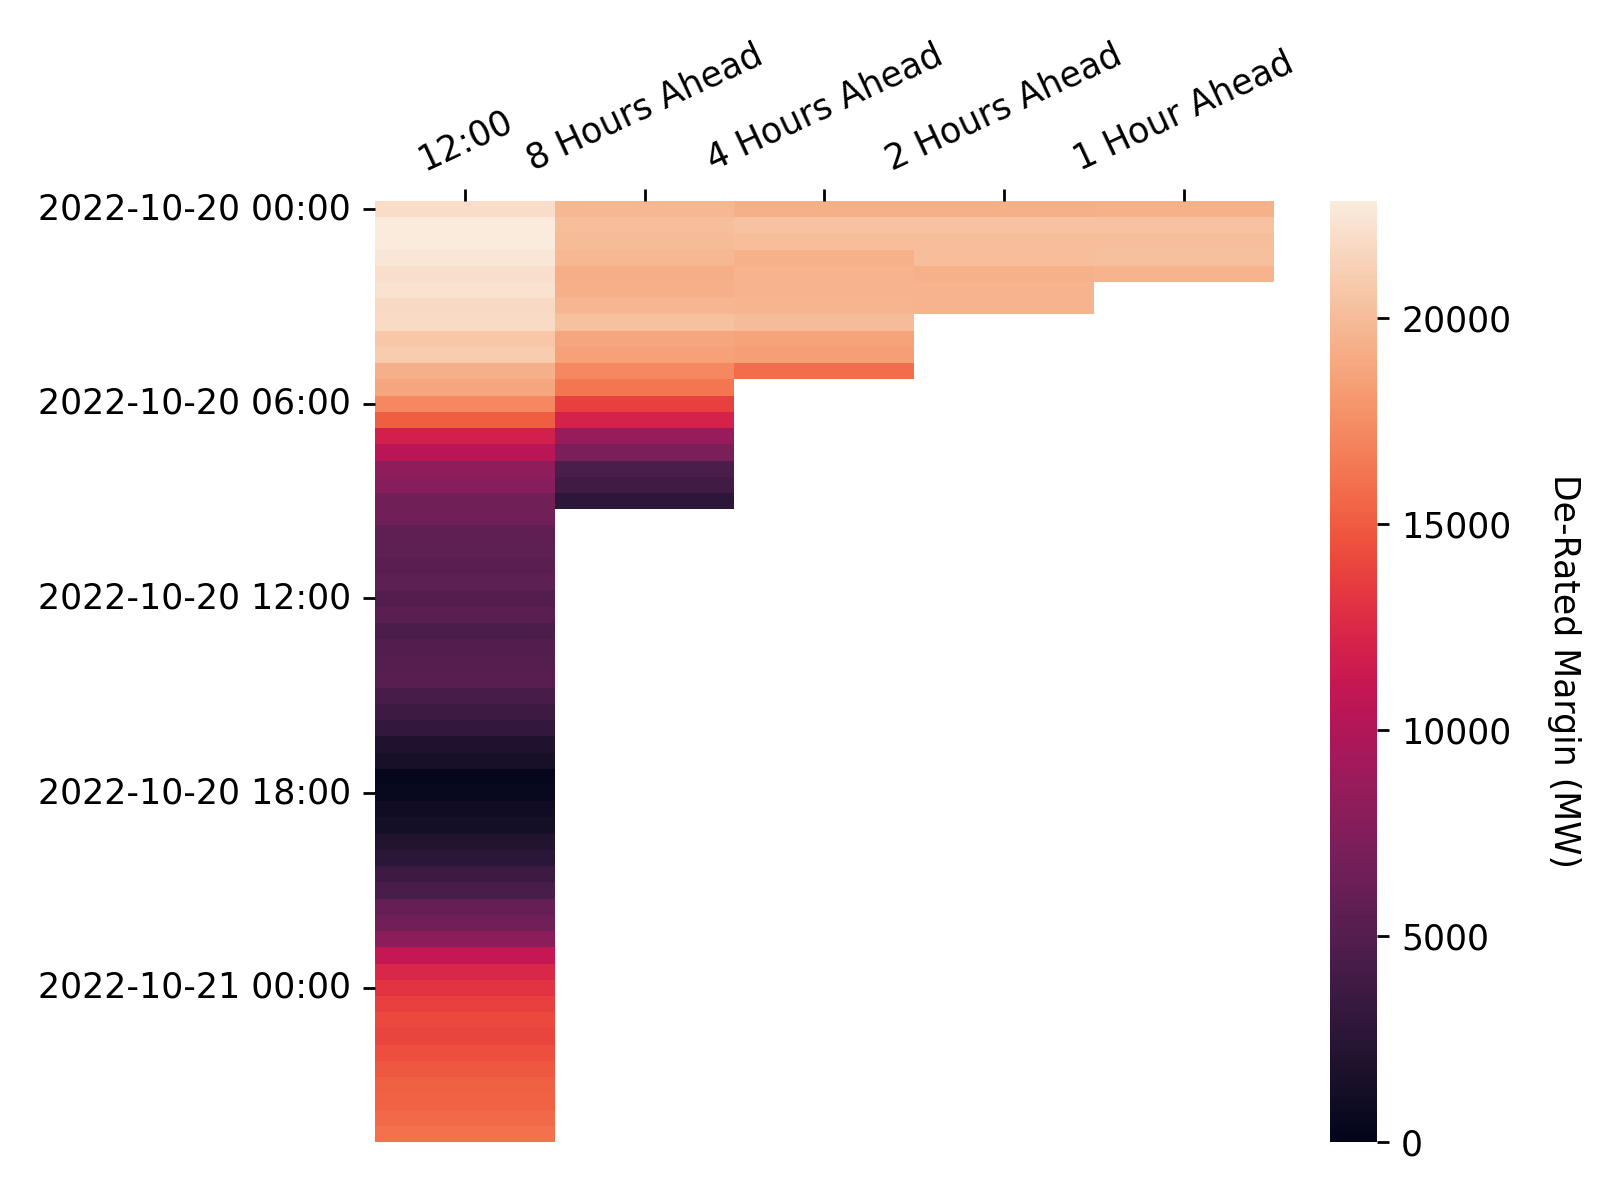 12:00
8 Hours Ahead
4 Hours Ahead
2 Hours Ahead
1 Hour Ahead
2022-10-20 00:00
2022-10-20 06:00
2022-10-20 12:00
2022-10-20 18:00
2022-10-21 00:00
20000
15000
10000
5000
0
De-Rated Margin (MW)